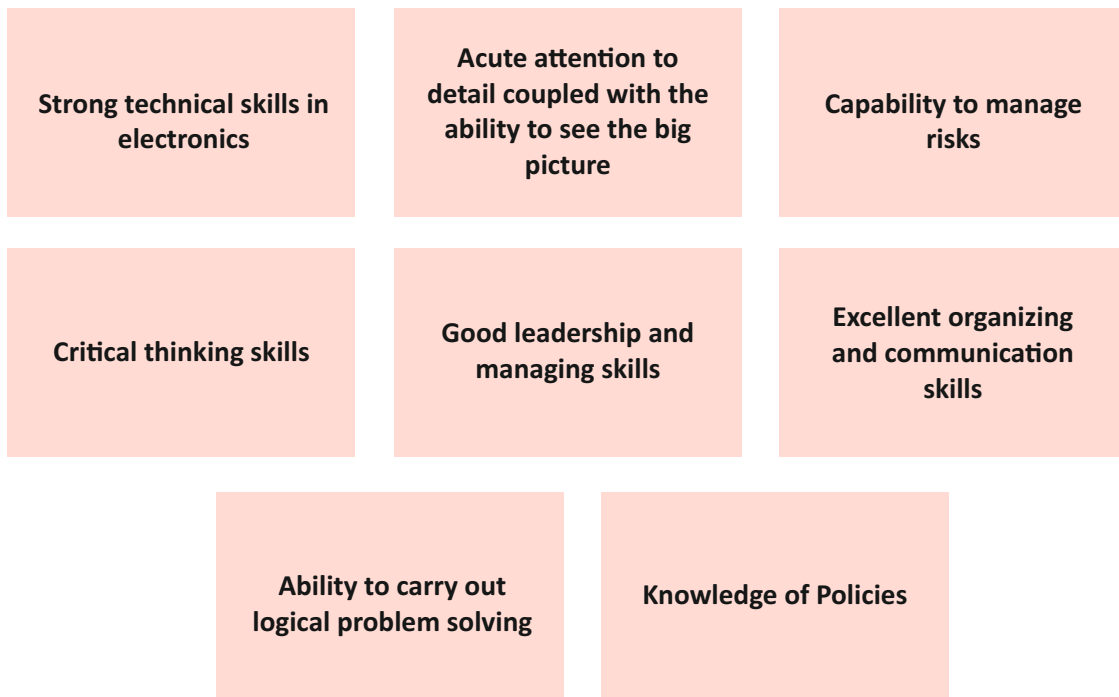 Strong technical skills in
electronics
Acute attention to
detail coupled with the
ability to see the big
picture
Capability to manage
risks
Critical thinking skills
Good leadership and
managing skills
Excellent organizing
and communication
skills
Ability to carry out
logical problem solving
Knowledge of Policies